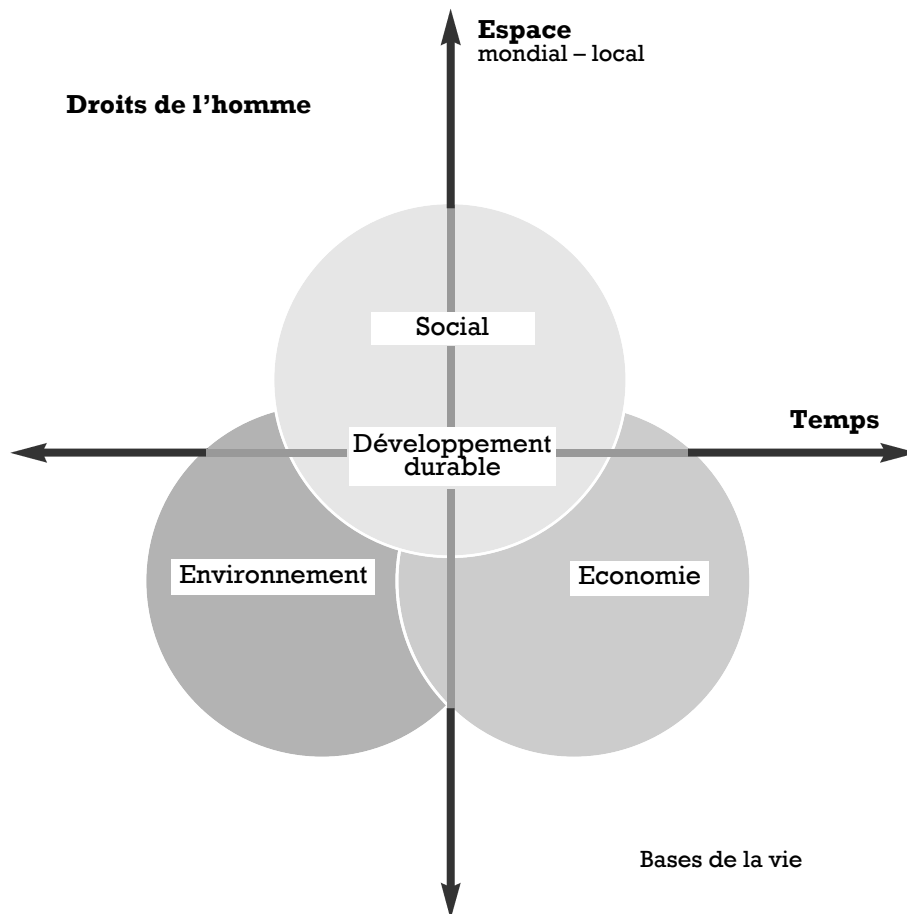 Espace
mondial – local
Droits de l’homme
Social
Temps
Développement
durable
Environnement
Economie
Bases de la vie